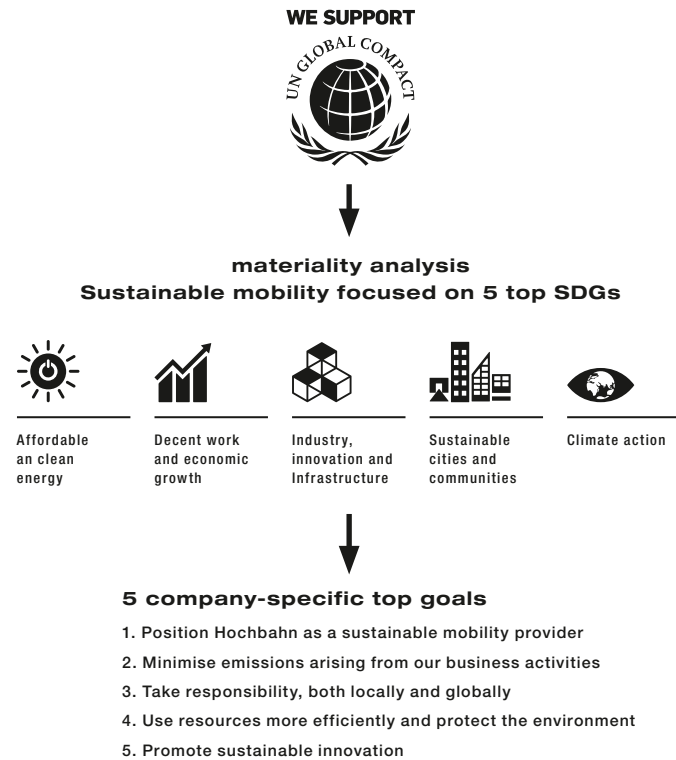 WE SUPPORT
UN GLOBAL COMPACT
materiality analysis
Sustainable mobility focused on 5 top SDGs
Affordable
an clean
energy
Decent work
and economic
growth
Industry,
innovation and
Infrastructure
Sustainable
cities and
communities
Climate action
5 company-specific top goals
1. Position Hochbahn as a sustainable mobility provider
2. Minimise emissions arising from our business activities
3. Take responsibility, both locally and globally
4. Use resources more efficiently and protect the environment
5. Promote sustainable innovation